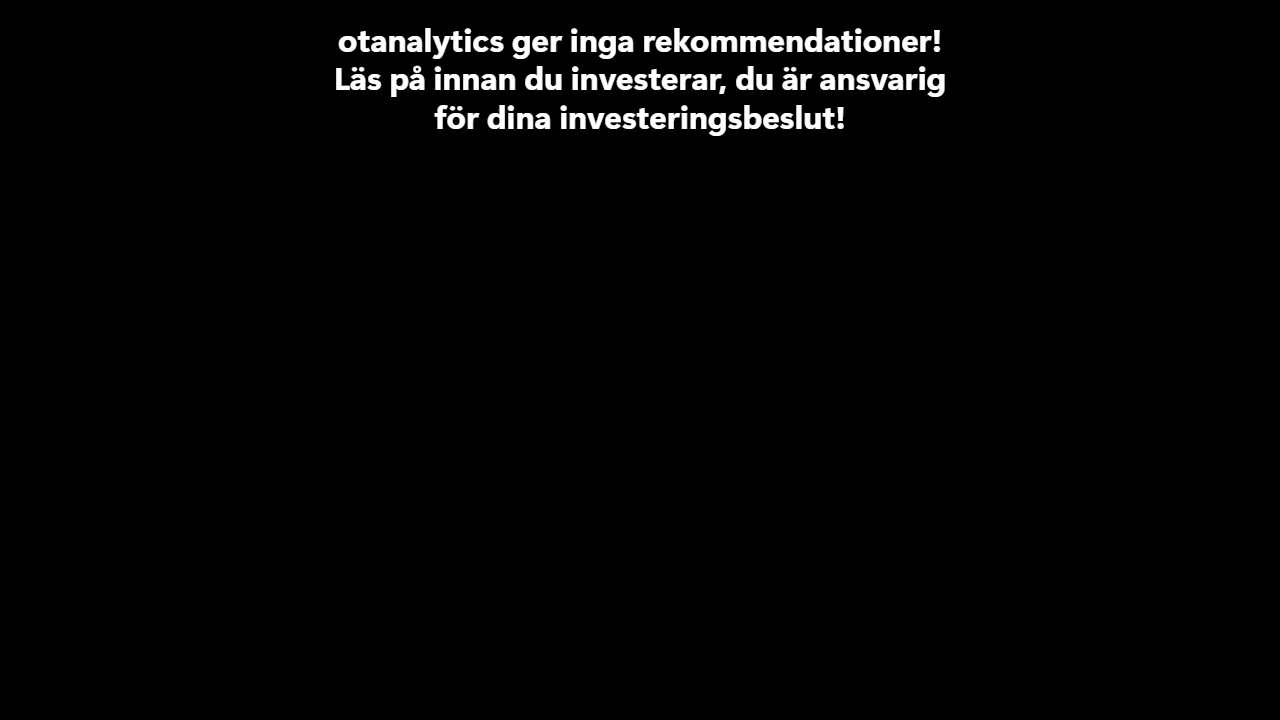 otanalytics ger inga rekommendationer!
Läs på innan du investerar, du är ansvarig
för dina investeringsbeslut!